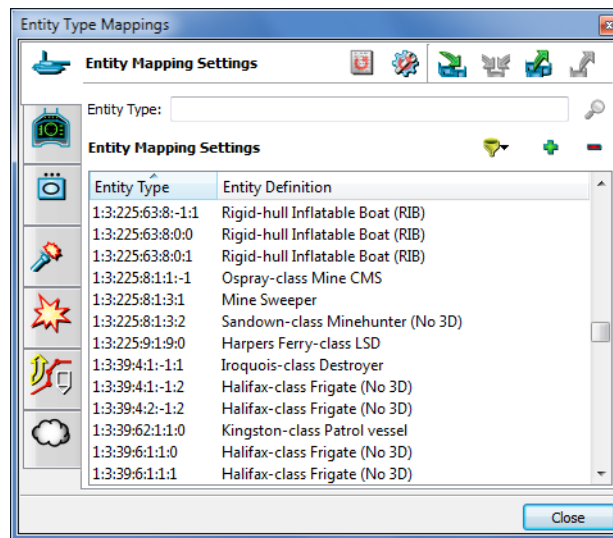 Entity Type Mappings
Entity Mapping Settings
Entity Type:
Entity Mapping Settings
Entity Type Entity Definition
1:3:225:63:8:-1:1 Rigid-hull Inflatable Boat (RIB)
1:3:225:63:8:0:0 Rigid-hull Inflatable Boat (RIB)
1:3:225:63:8:0:1 Rigid-hull Inflatable Boat (RIB)
1:3:225:8:1:1:-1 Ospray-class Mine CMS
1:3:225:8:1:3:1 Mine Sweeper
1:3:225:8:1:3:2 Sandown-class Minehunter (No 3D)
1:3:225:9:1:9:0 Harpers Ferry-class LSD
1:3:39:4:1:-1:1 Iroquois-class Destroyer
1:3:39:4:1:-1:2 Halifax-class Frigate (No 3D)
1:3:39:4:2:-1:2 Halifax-class Frigate (No 3D)
1:3:39:62:1:1:0 Kingston-class Patrol vessel
1:3:39:6:1:1:0 Halifax-class Frigate (No 3D)
1:3:39:6:1:1:1 Halifax-class Frigate (No 3D)
Close